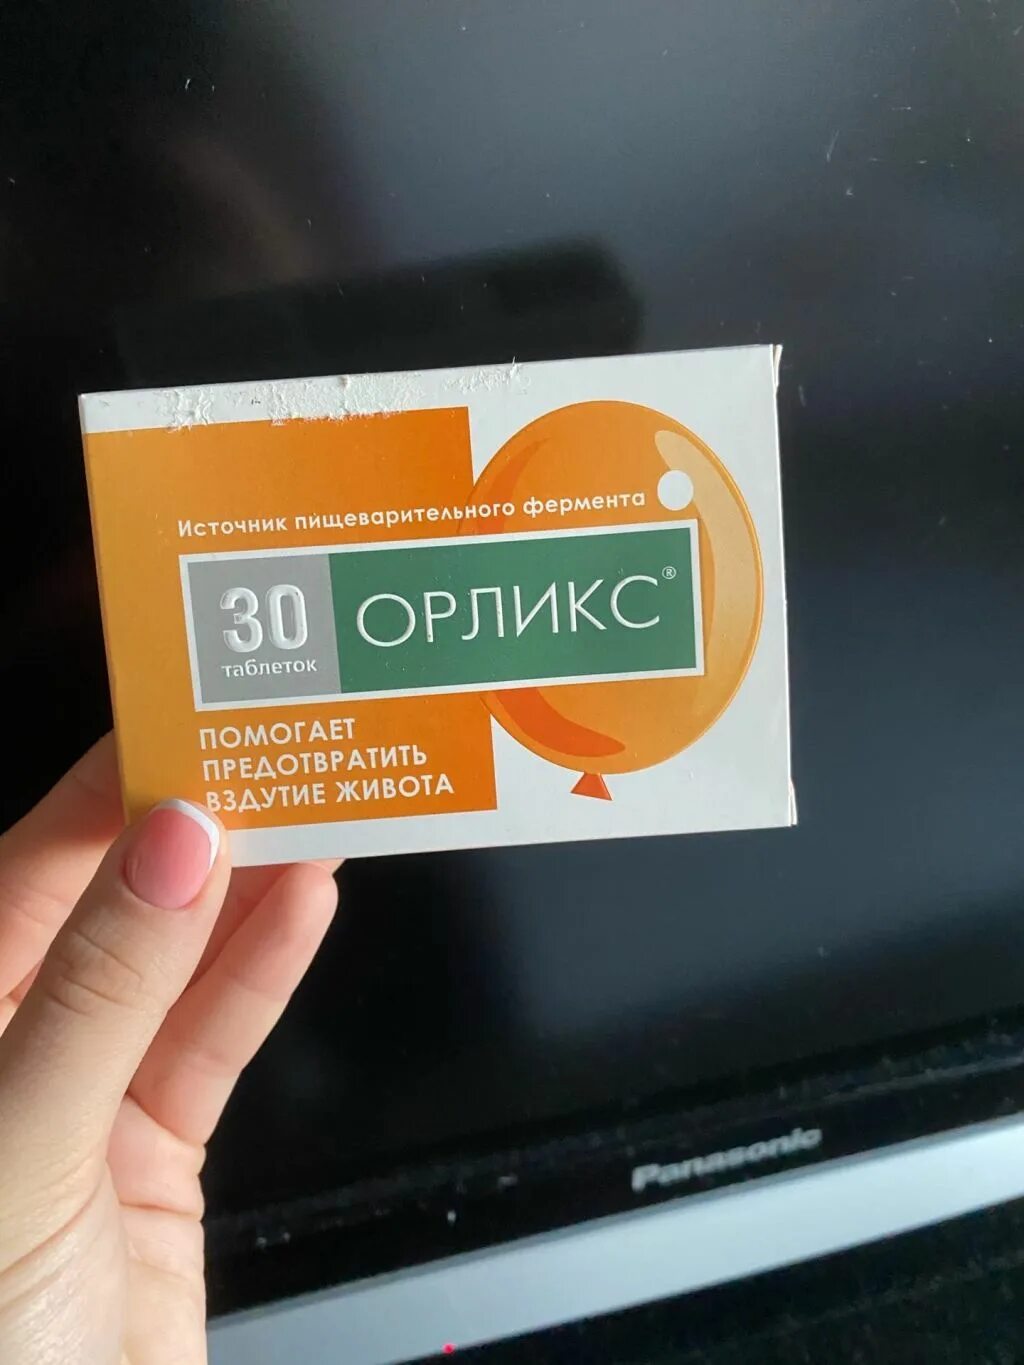 Источник пищеварительного фермента
30
таблеток
ОРЛИКС®
ПОМОГАЕТ
ПРЕДОТВРАТИТЬ
ВЗДУТИЕ ЖИВОТА
Panasonic